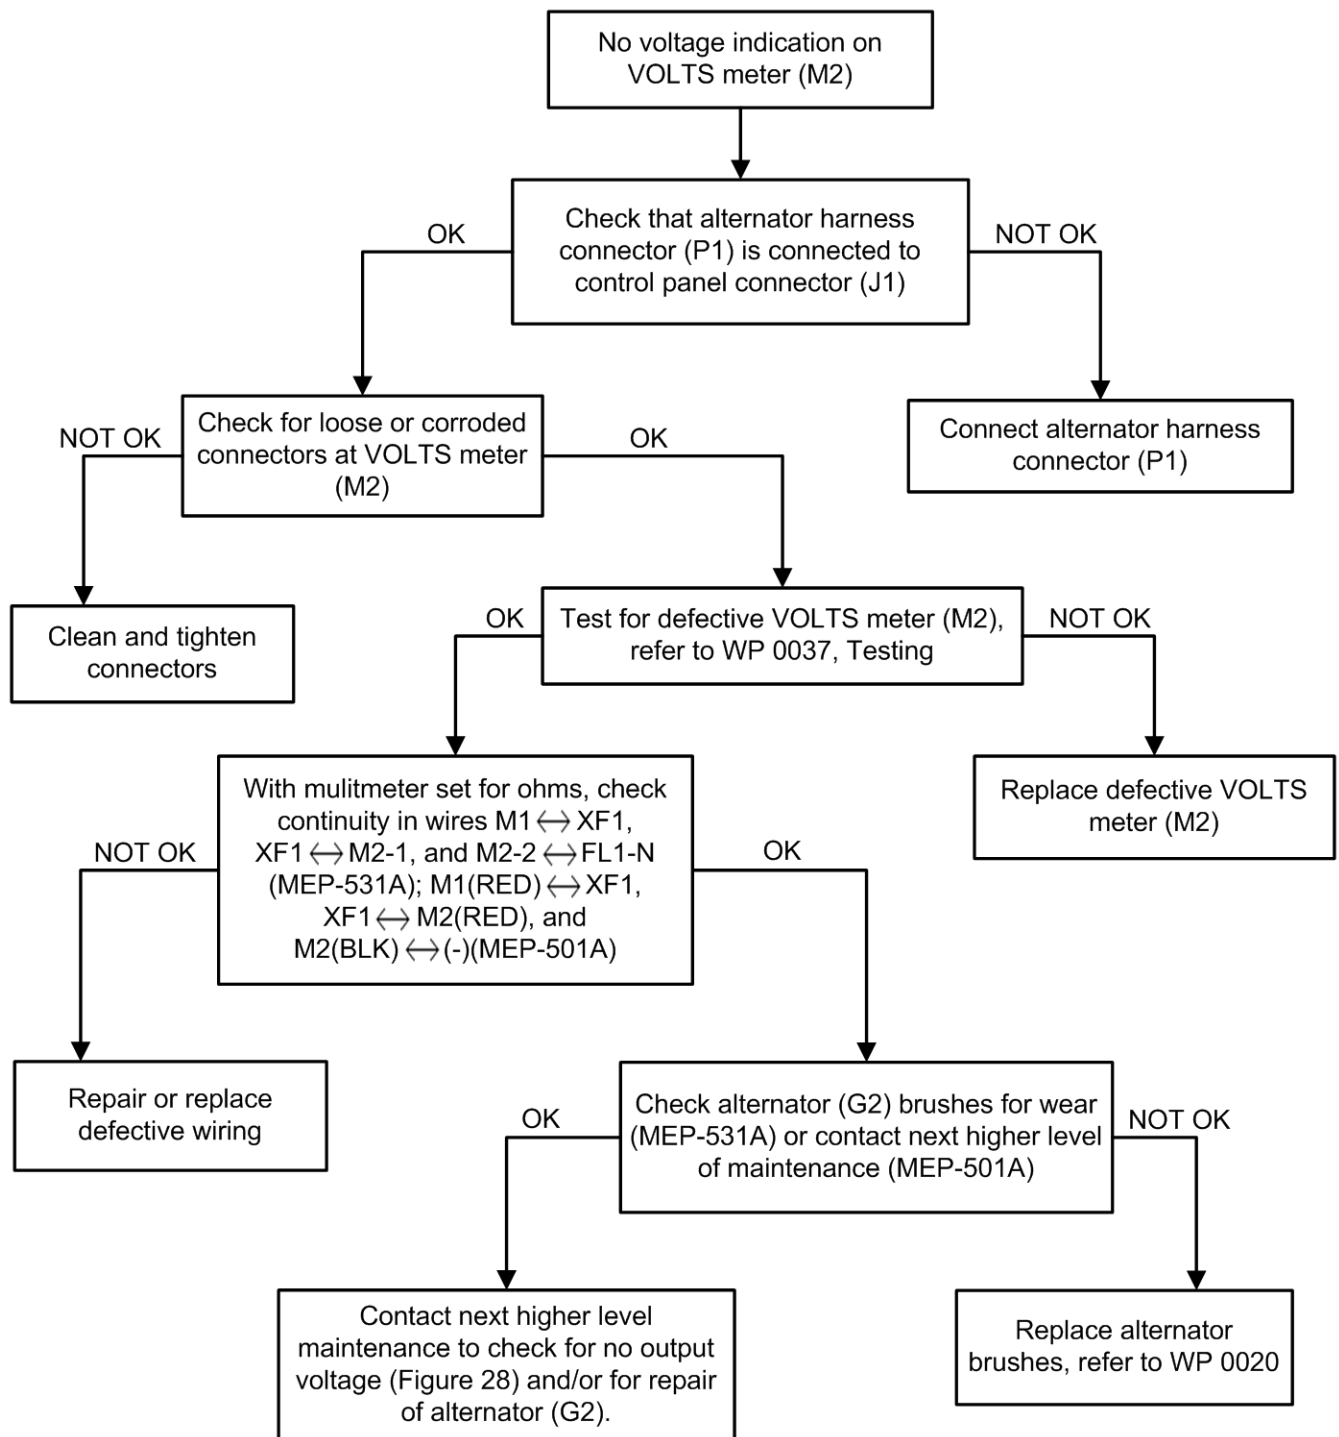 No voltage indication on
VOLTS meter (M2)
Check that alternator harness
connector (P1) is connected to
control panel connector (J1)
OK
NOT OK
Check for loose or corroded
connectors at VOLTS meter
(M2)
NOT OK
OK
Connect alternator harness
connector (P1)
Clean and tighten
connectors
Test for defective VOLTS meter (M2),
refer to WP 0037, Testing
OK
NOT OK
With mulitmeter set for ohms, check
continuity in wires M1 ↔ XF1,
XF1 ↔ M2-1, and M2-2 ↔ FL1-N
(MEP-531A); M1(RED) ↔ XF1,
XF1 ↔ M2(RED), and
M2(BLK) ↔ (-)(MEP-501A)
NOT OK
OK
Replace defective VOLTS
meter (M2)
Repair or replace
defective wiring
Check alternator (G2) brushes for wear
(MEP-531A) or contact next higher level
of maintenance (MEP-501A)
OK
NOT OK
Contact next higher level
maintenance to check for no output
voltage (Figure 28) and/or for repair
of alternator (G2).
Replace alternator
brushes, refer to WP 0020